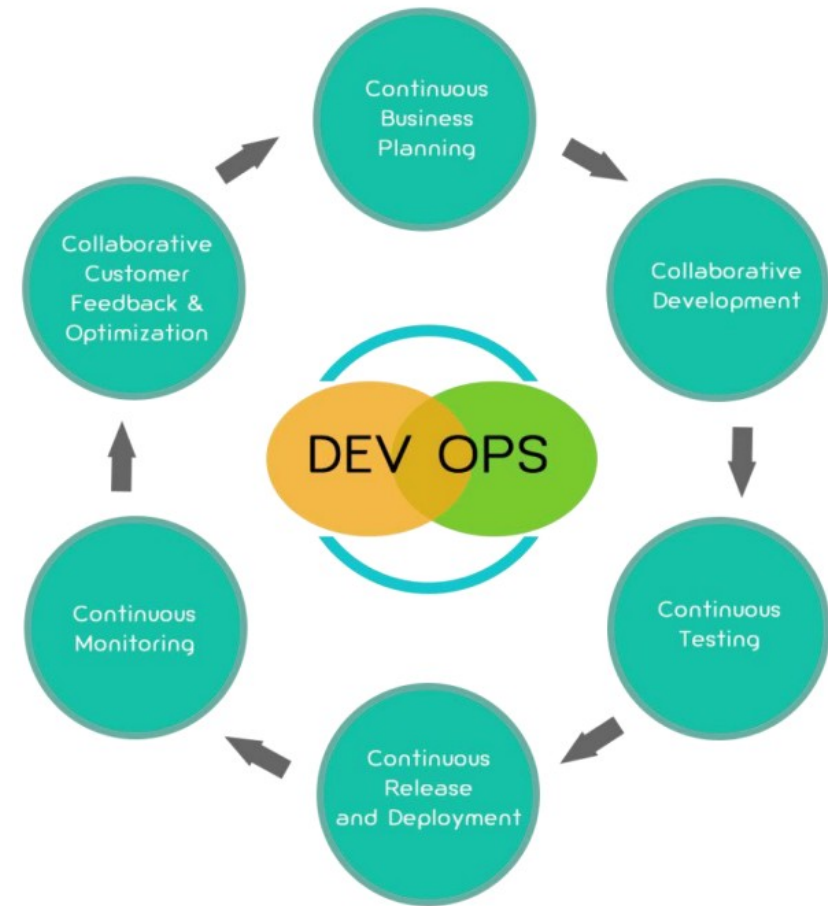 Continuous
Business
Planning
Collaborative
Development
Continuous
Testing
Continuous
Release
and Deployment
Continuous
Monitoring
Collaborative
Customer
Feedback &
Optimization
DEV OPS